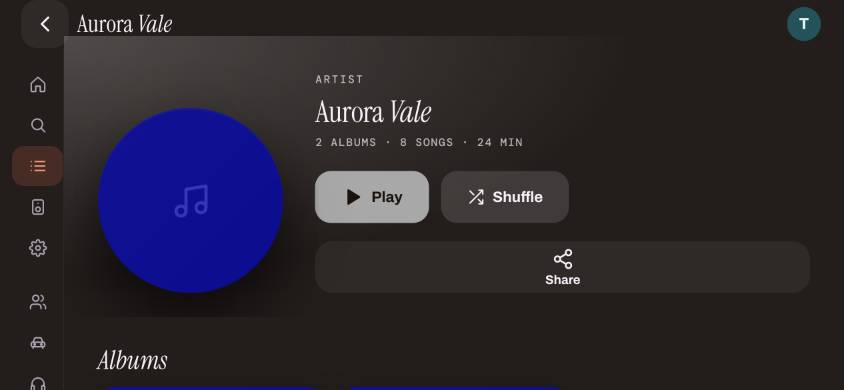 Aurora Vale
T
ARTIST
Aurora Vale
2 ALBUMS · 8 SONGS · 24 MIN
Play
Shuffle
Share
Albums